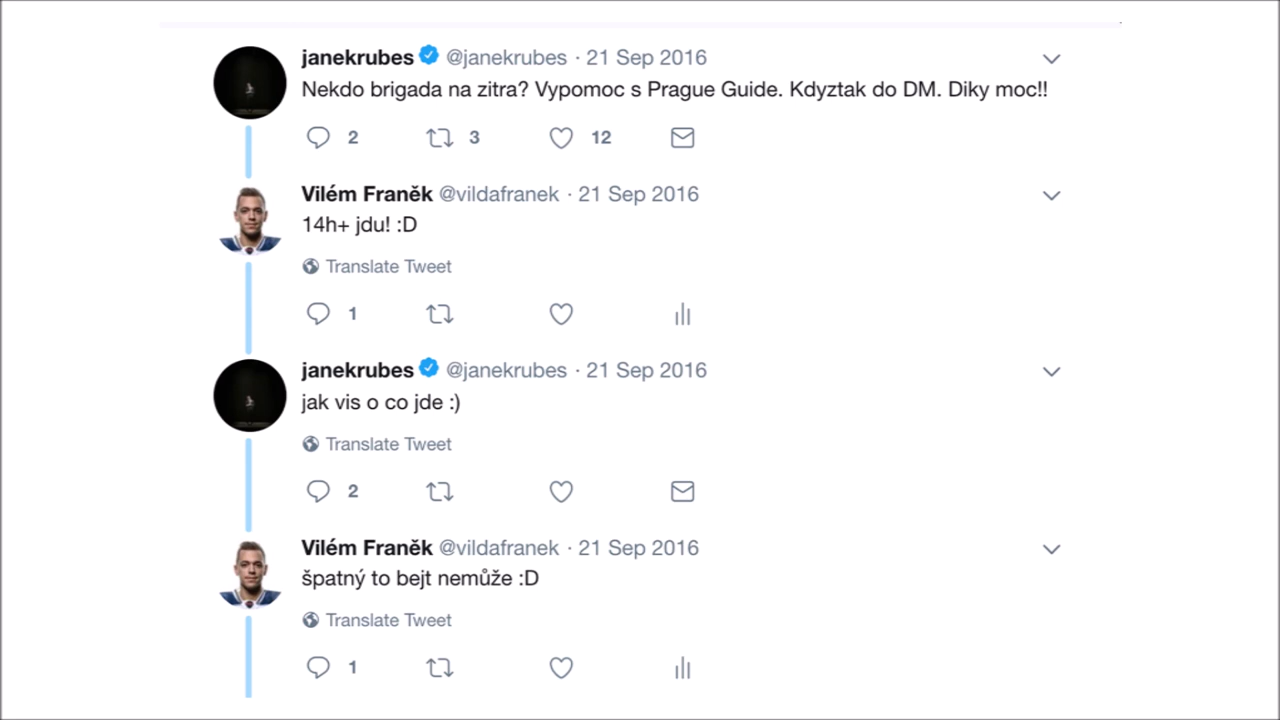 janekrubes @janekrubes · 21 Sep 2016
Nekdo brigada na zitra? Vypomoc s Prague Guide. Kdyztak do DM. Diky moc!!
2 3 12
Vilém Franěk @vildafranek · 21 Sep 2016
14h+ jdu! :D
Translate Tweet
1
janekrubes @janekrubes · 21 Sep 2016
jak vis o co jde :)
Translate Tweet
2
Vilém Franěk @vildafranek · 21 Sep 2016
špatný to bejt nemůže :D
Translate Tweet
1